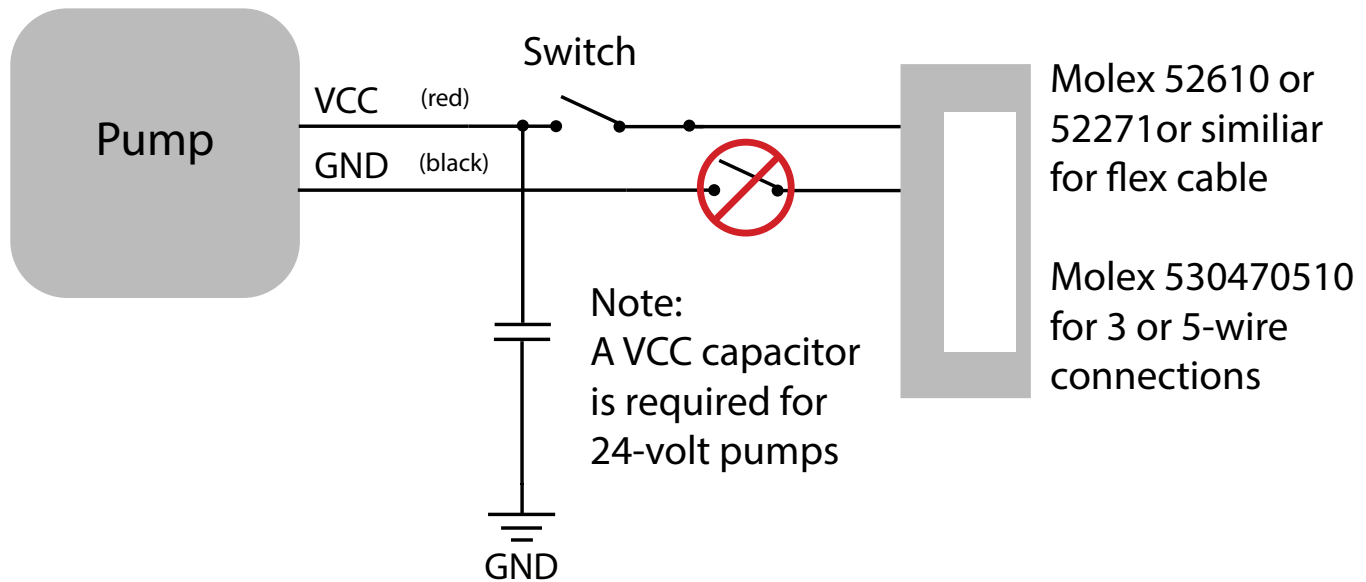 Pump
VCC (red)
GND (black)
Switch
Note:
A VCC capacitor
is required for
24-volt pumps
GND
Molex 52610 or
52271or similiar
for flex cable
Molex 530470510
for 3 or 5-wire
connections